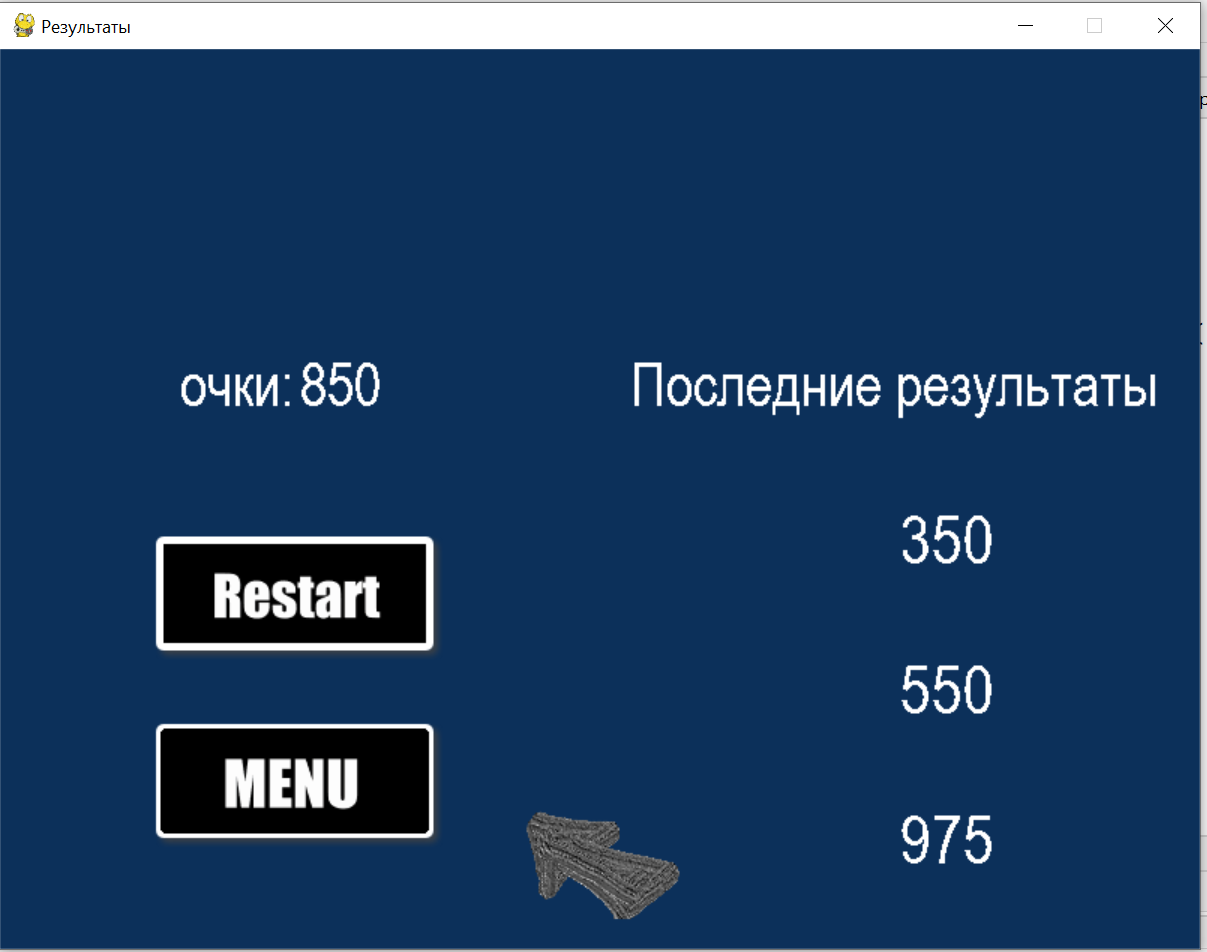 Результаты
очки: 850
Последние результаты
350
Restart
550
MENU
975